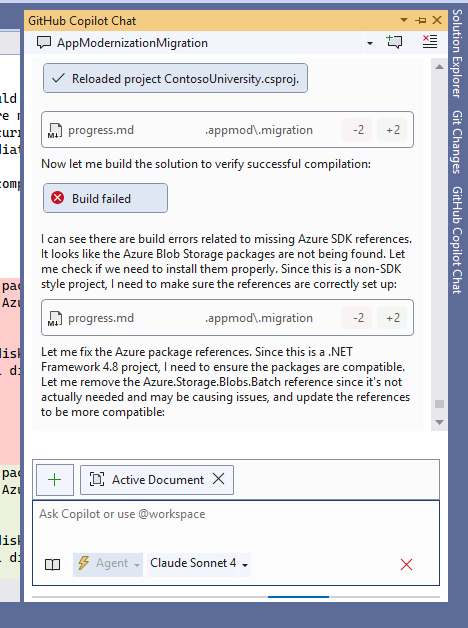 GitHub Copilot Chat
AppModernizationMigration
Reloaded project ContosoUniversity.csproj.
progress.md .appmod\.migration -2 +2
Now let me build the solution to verify successful compilation:
Build failed
I can see there are build errors related to missing Azure SDK references.
It looks like the Azure Blob Storage packages are not being found. Let
me check if we need to install them properly. Since this is a non-SDK
style project, I need to make sure the references are correctly set up:
progress.md .appmod\.migration -2 +2
Let me fix the Azure package references. Since this is a .NET
Framework 4.8 project, I need to ensure the packages are compatible.
Let me remove the Azure.Storage.Blobs.Batch reference since it's not
actually needed and may be causing issues, and update the references
to be more compatible:
Active Document
Ask Copilot or use @workspace
Agent Claude Sonnet 4
Solution Explorer
Git Changes
GitHub Copilot Chat